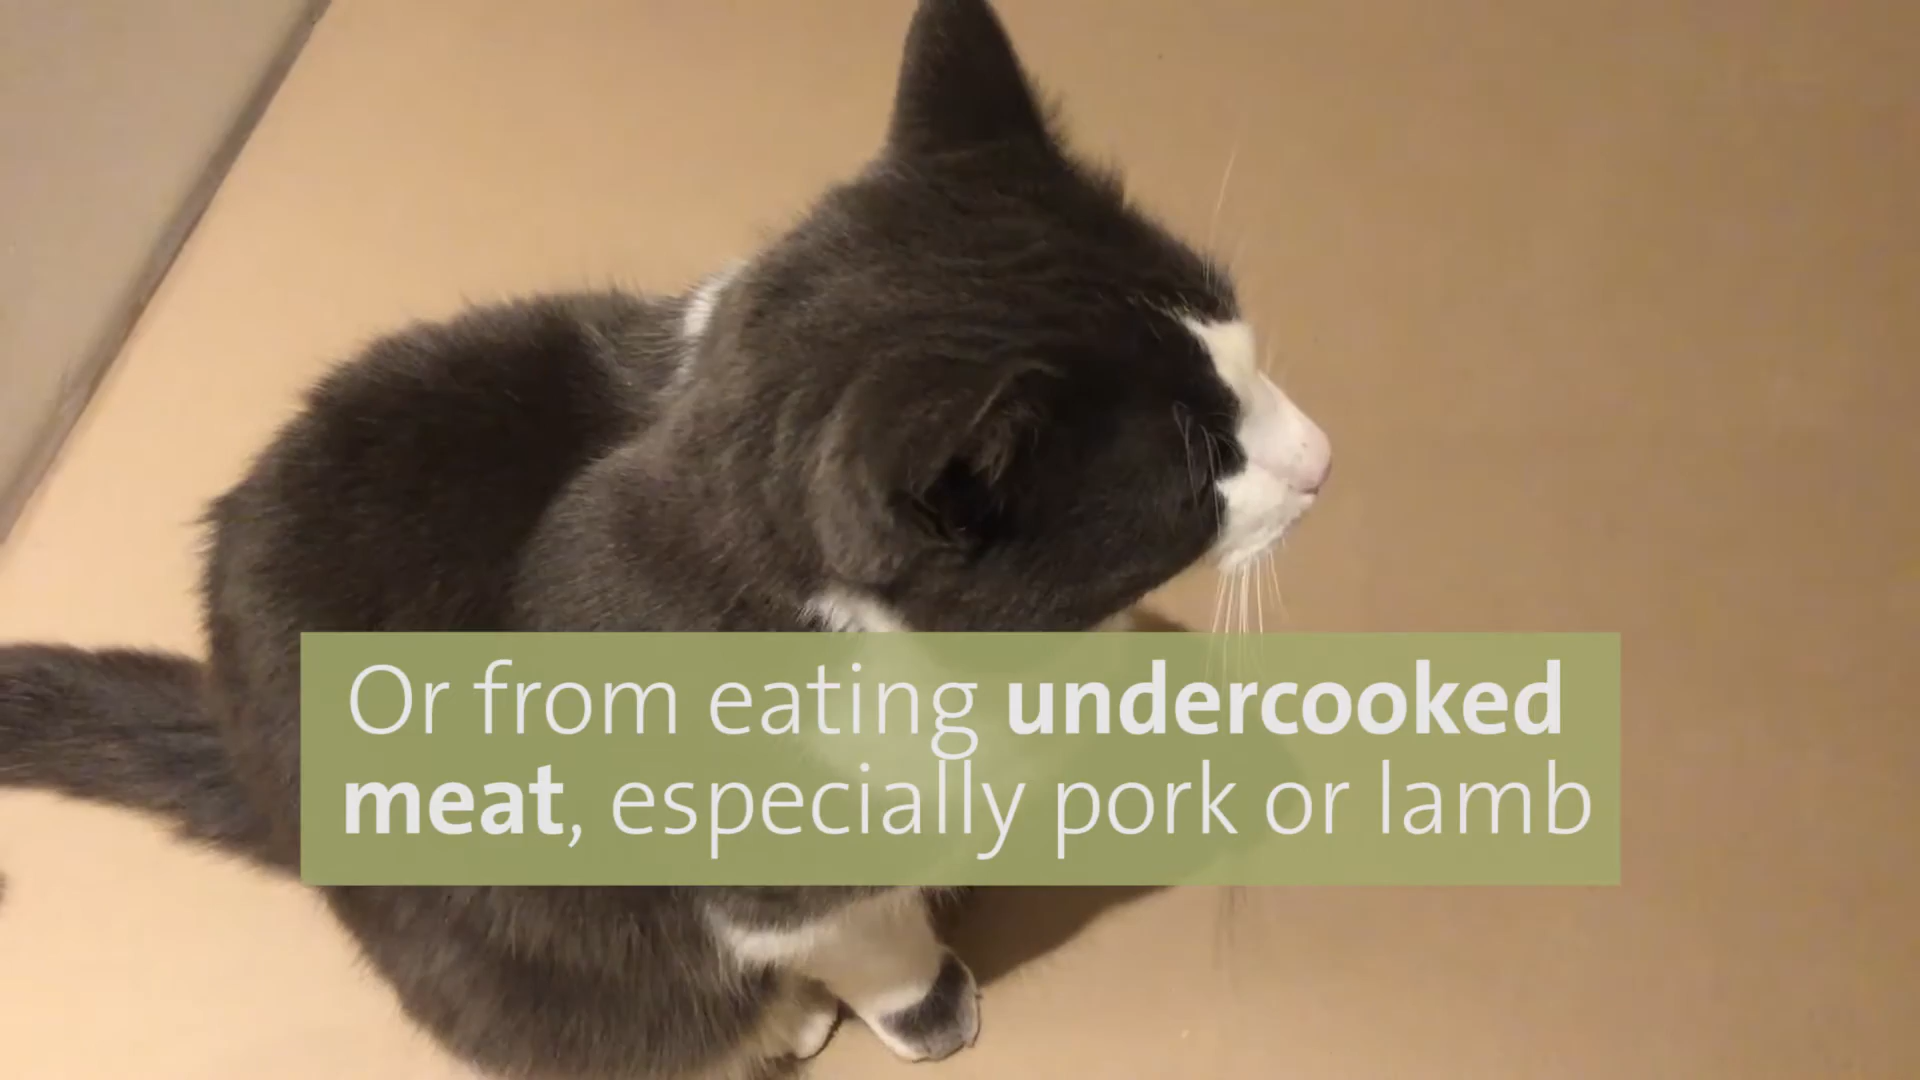 Or from eating undercooked
meat, especially pork or lamb